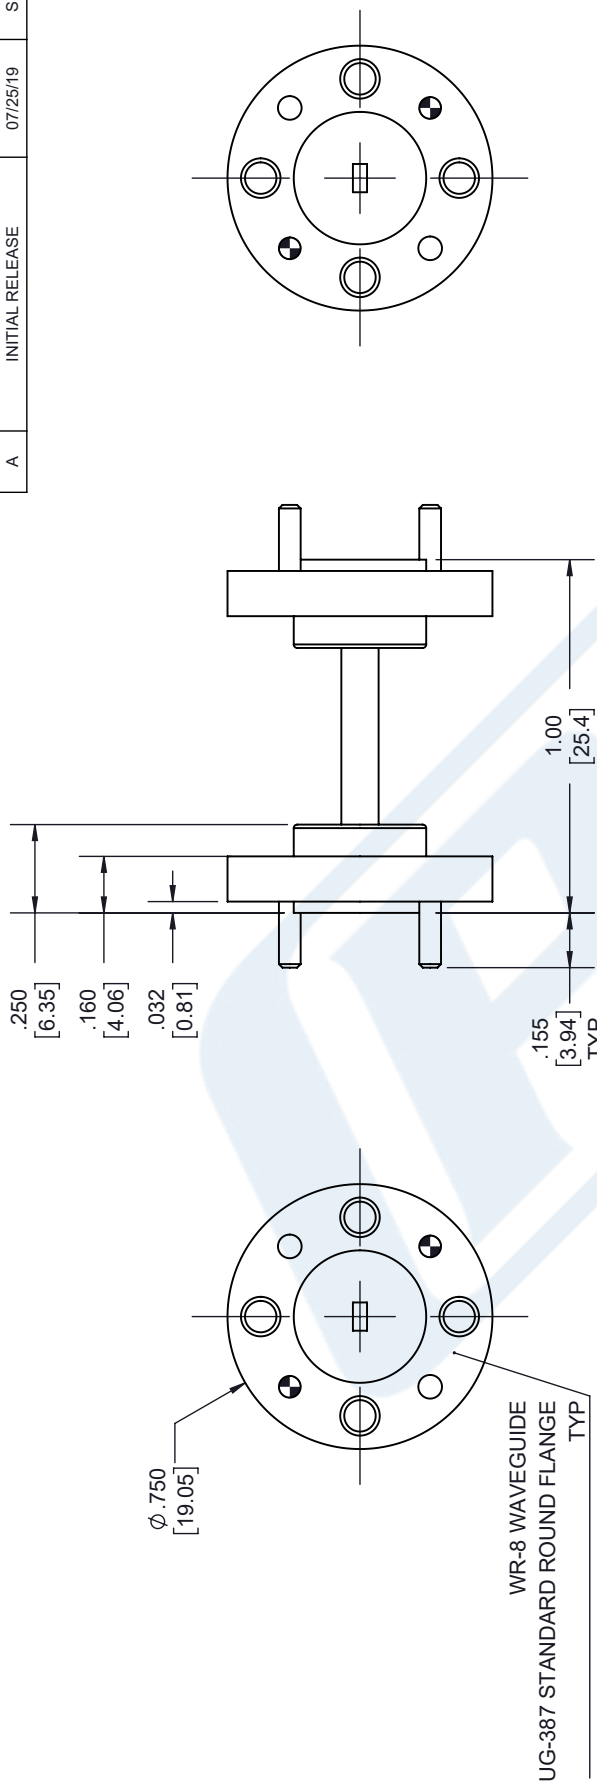 A
INITIAL RELEASE
07/25/19
S
.250
[6.35]
.160
[4.06]
.032
[0.81]
1.00
[25.4]
.155
[3.94]
TYP
∅.750
[19.05]
WR-8 WAVEGUIDE
UG-387 STANDARD ROUND FLANGE
TYP